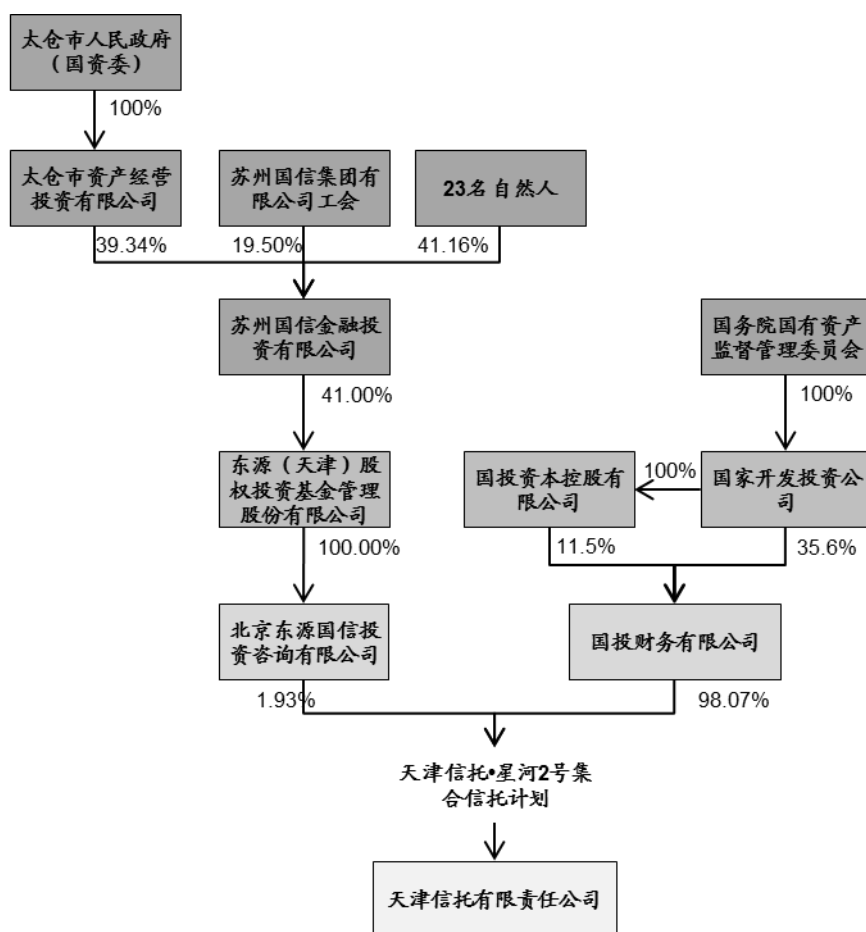 太仓市人民政府
（国资委）
100%
太仓市资产经营
投资有限公司
苏州国信集团有
限公司工会
23名自然人
39.34%
19.50%
41.16%
苏州国信金融投
资有限公司
国务院国有资产
监督管理委员会
41.00%
100%
东源（天津）股
权投资基金管理
股份有限公司
国投资本控股有
限公司
100%
国家开发投资公
司
100.00%
11.5%
35.6%
北京东源国信投
资咨询有限公司
国投财务有限公司
1.93%
98.07%
天津信托•星河2号集
合信托计划
天津信托有限责任公司